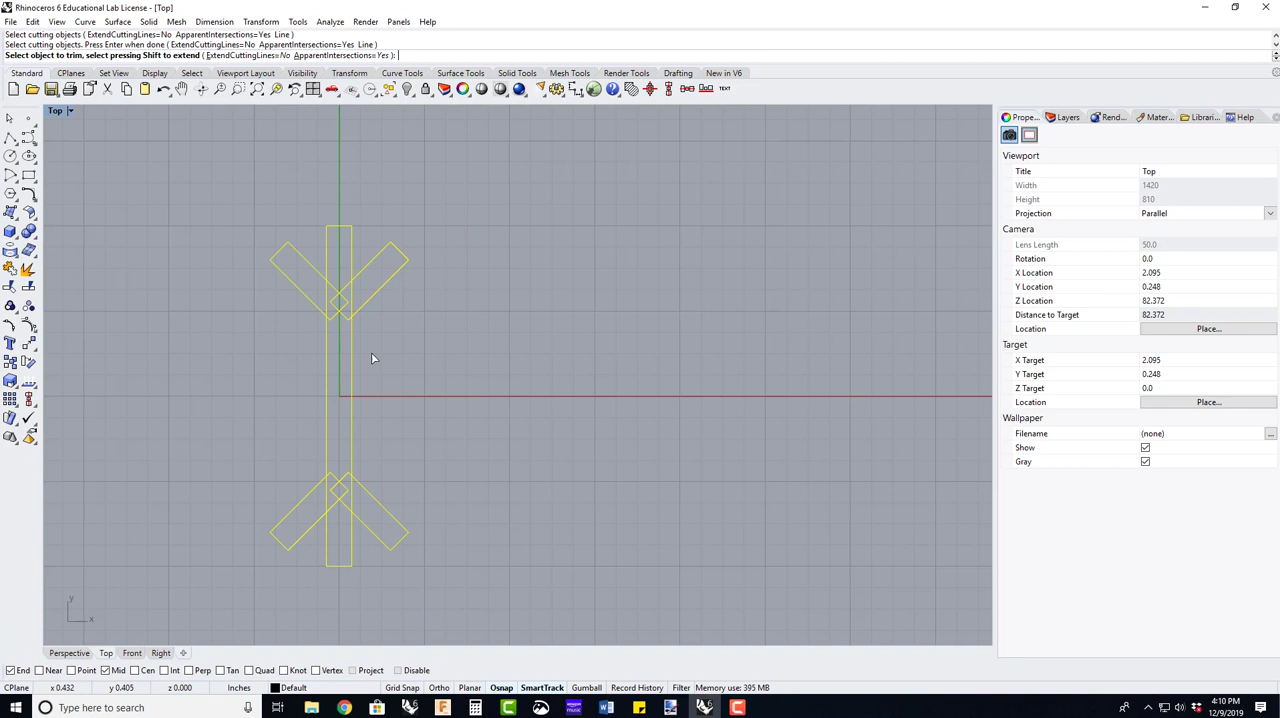 Rhinoceros 6 Educational Lab License - [Top]
File Edit View Curve Surface Solid Mesh Dimension Transform Tools Analyze Render Panels Help
Select cutting objects ( ExtendCuttingLines=No ApparentIntersections=Yes Line )
Select cutting objects. Press Enter when done ( ExtendCuttingLines=No ApparentIntersections=Yes Line )
Select object to trim, select pressing Shift to extend ( ExtendCuttingLines=No ApparentIntersections=Yes ):
Standard CPlanes Set View Display Select Viewport Layout Visibility Transform Curve Tools Surface Tools Solid Tools Mesh Tools Render Tools Drafting New in V6
TEXT
Top
Prope... Layers Rend... Mater... Librari... Help
Viewport
Title Top
Width 1420
Height 810
Projection Parallel
Camera
Lens Length 50.0
Rotation 0.0
X Location 2.095
Y Location 0.248
Z Location 82.372
Distance to Target 82.372
Location Place...
Target
X Target 2.095
Y Target 0.248
Z Target 0.0
Location Place...
Wallpaper
Filename (none) ...
Show
Gray
y
x
Perspective Top Front Right
End Near Point Mid Cen Int Perp Tan Quad Knot Vertex Project Disable
CPlane x 0.432 y 0.405 z 0.000 Inches Default Grid Snap Ortho Planar Osnap SmartTrack Gumball Record History Filter Memory use: 395 MB
Type here to search
4:10 PM
12/9/2019